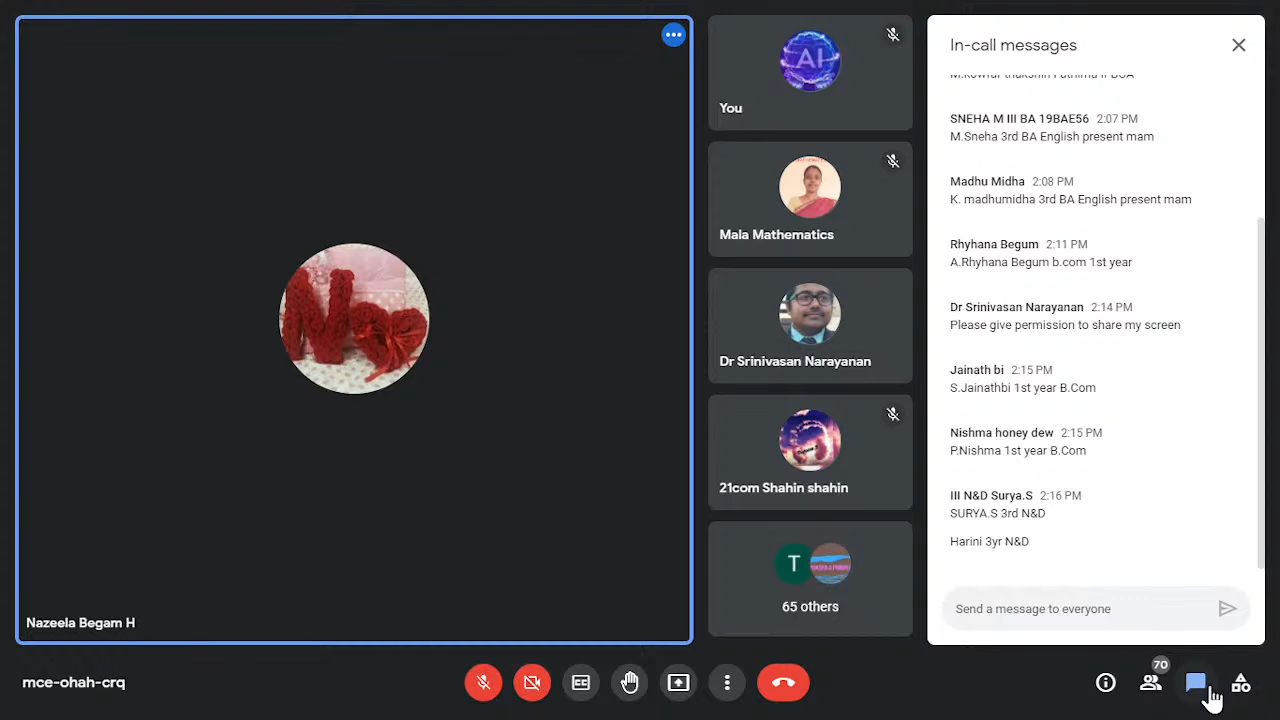 Nazeela Begam H
AI
You
Mala Mathematics
Dr Srinivasan Narayanan
21com Shahin shahin
T
65 others
In-call messages
SNEHA M III BA 19BAE56 2:07 PM
M.Sneha 3rd BA English present mam
Madhu Midha 2:08 PM
K. madhumidha 3rd BA English present mam
Rhyhana Begum 2:11 PM
A.Rhyhana Begum b.com 1st year
Dr Srinivasan Narayanan 2:14 PM
Please give permission to share my screen
Jainath bi 2:15 PM
S.Jainathbi 1st year B.Com
Nishma honey dew 2:15 PM
P.Nishma 1st year B.Com
III N&D Surya.S 2:16 PM
SURYA.S 3rd N&D
Harini 3yr N&D
Send a message to everyone
mce-ohah-crq
CC
70